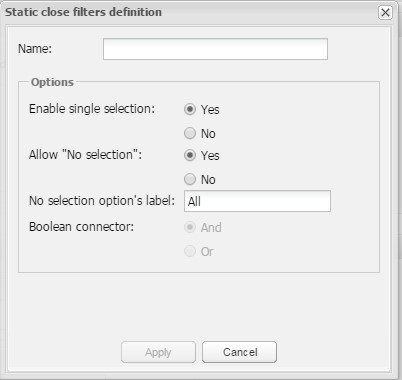 Static close filters definition
Name:
Options
Enable single selection: Yes
No
Allow "No selection": Yes
No
No selection option's label: All
Boolean connector: And
Or
Apply Cancel